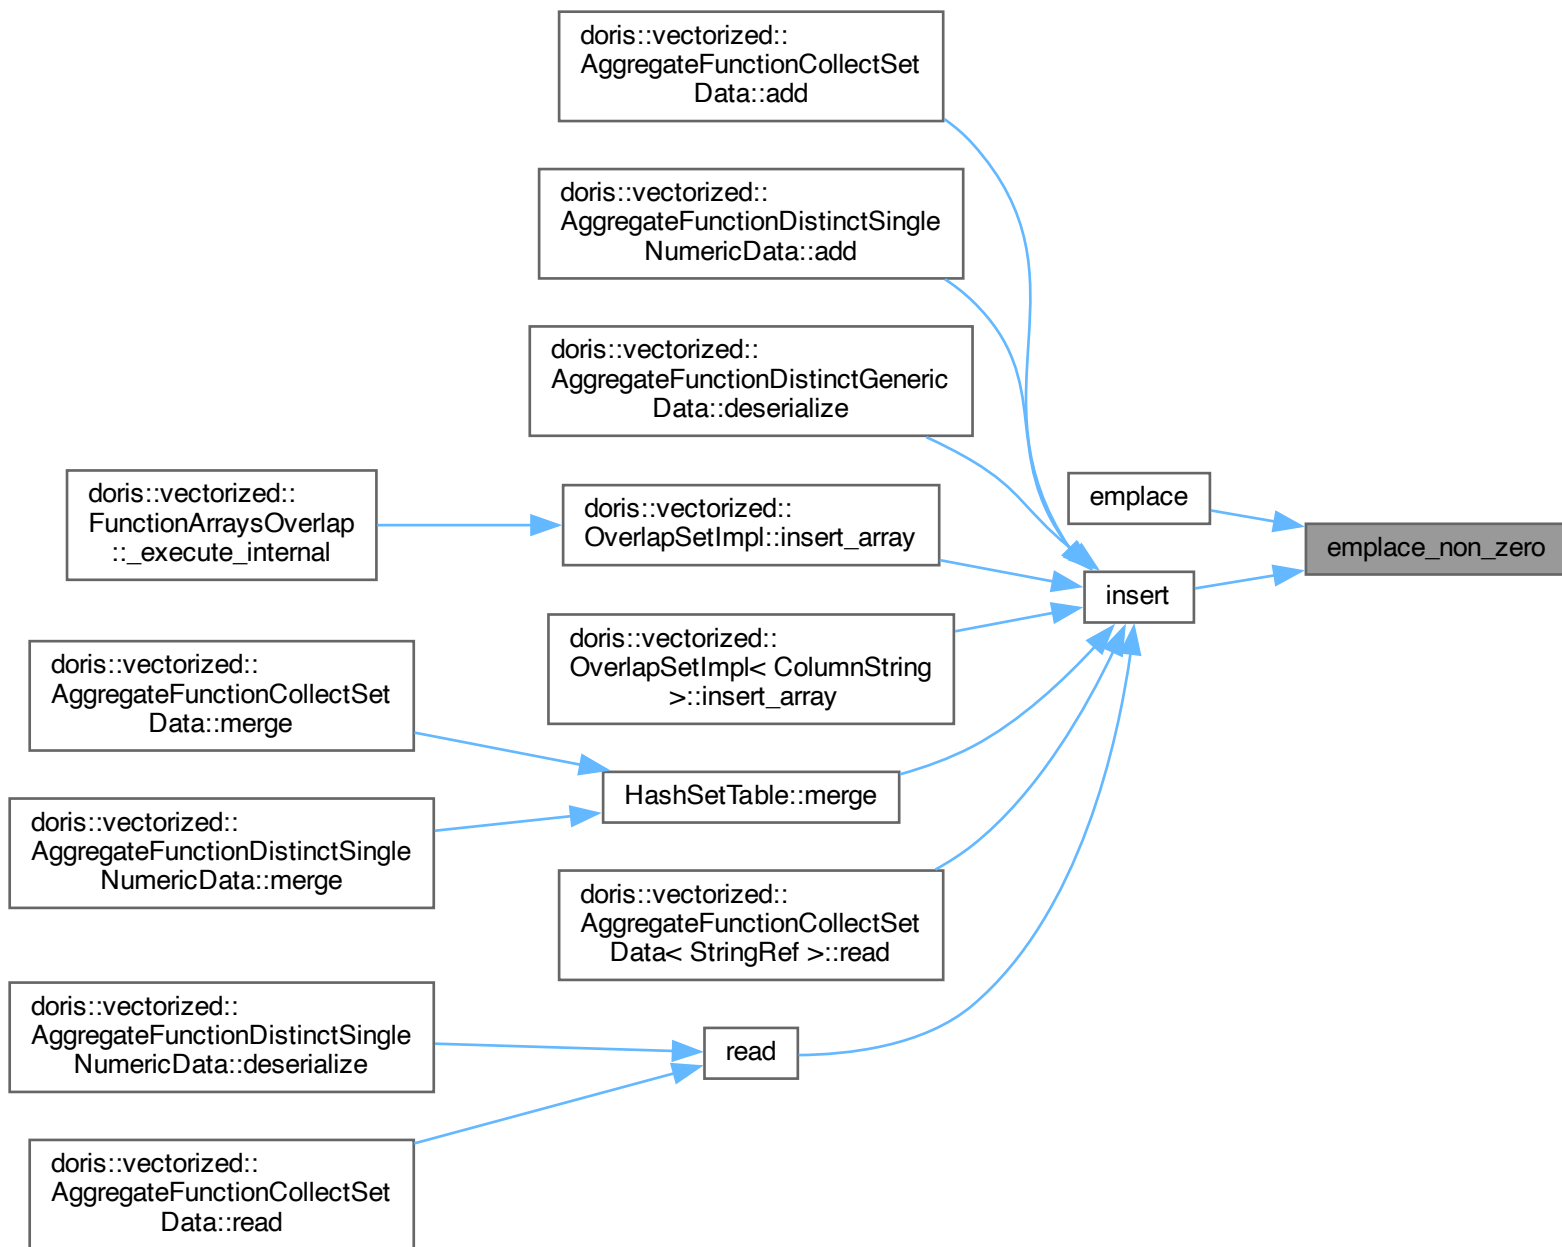 doris::vectorized::
AggregateFunctionCollectSet
Data::add
doris::vectorized::
AggregateFunctionDistinctSingle
NumericData::add
doris::vectorized::
AggregateFunctionDistinctGeneric
Data::deserialize
doris::vectorized::
FunctionArraysOverlap
::_execute_internal
doris::vectorized::
OverlapSetImpl::insert_array
emplace
emplace_non_zero
insert
doris::vectorized::
OverlapSetImpl< ColumnString
>::insert_array
doris::vectorized::
AggregateFunctionCollectSet
Data::merge
HashSetTable::merge
doris::vectorized::
AggregateFunctionDistinctSingle
NumericData::merge
doris::vectorized::
AggregateFunctionCollectSet
Data< StringRef >::read
doris::vectorized::
AggregateFunctionDistinctSingle
NumericData::deserialize
read
doris::vectorized::
AggregateFunctionCollectSet
Data::read